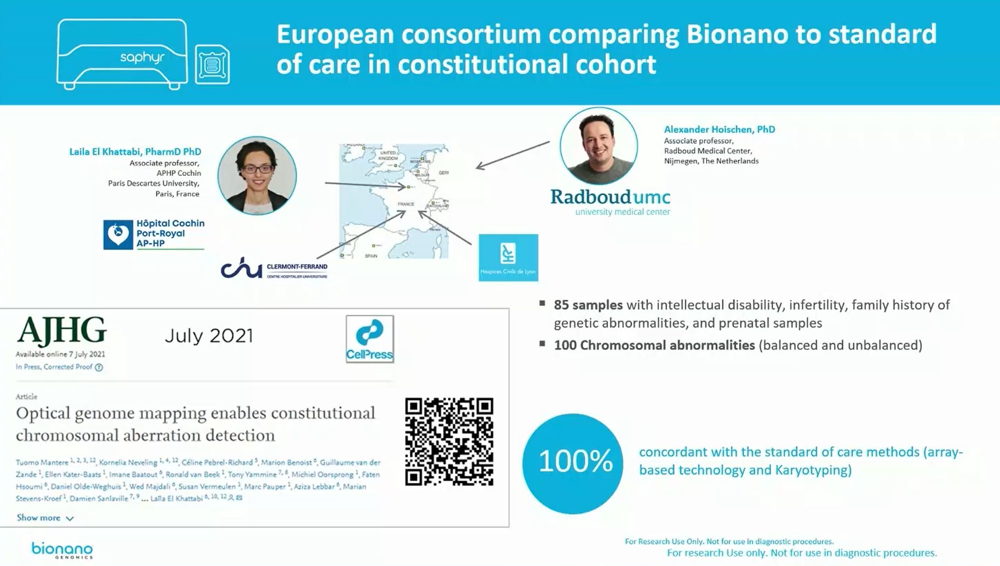 saphyr
European consortium comparing Bionano to standard
of care in constitutional cohort
Laila El Khattabi, PharmD PhD
Associate professor,
APHP Cochin
Paris Descartes University,
Paris, France
Hôpital Cochin
Port-Royal
AP-HP
chu
CLERMONT-FERRAND
CENTRE HOSPITALIER UNIVERSITAIRE
UNITED
KINGDOM
FRANCE
SPAIN
Hospices Civils de Lyon
Alexander Hoischen, PhD
Associate professor,
Radboud Medical Center,
Nijmegen, The Netherlands
Radboudumc
university medical center
▪ 85 samples with intellectual disability, infertility, family history of
genetic abnormalities, and prenatal samples
▪ 100 Chromosomal abnormalities (balanced and unbalanced)
AJHG
July 2021
CellPress
Available online 7 July 2021
In Press, Corrected Proof ?
Article
Optical genome mapping enables constitutional
chromosomal aberration detection
Tuomo Mantere 1, 2, 3, 12, Kornelia Neveling 1, 4, 12, Céline Pebrel-Richard 5, Marion Benoist 6, Guillaume van der
Zande 1, Ellen Kater-Baats 1, Imane Baatout 6, Ronald van Beek 1, Tony Yammine 7, 8, Michiel Oorsprong 1, Faten
Hsoumi 6, Daniel Olde-Weghuis 1, Wed Majdali 6, Susan Vermeulen 1, Marc Pauper 1, Aziza Lebbar 6, Marian
Stevens-Kroef 1, Damien Sanlaville 7, 9 ... Laïla El Khattabi 6, 10, 12
Show more
100%
concordant with the standard of care methods (array-
based technology and Karyotyping)
bionano
GENOMICS
For Research Use Only. Not for use in diagnostic procedures.
For research Use only. Not for use in diagnostic procedures.